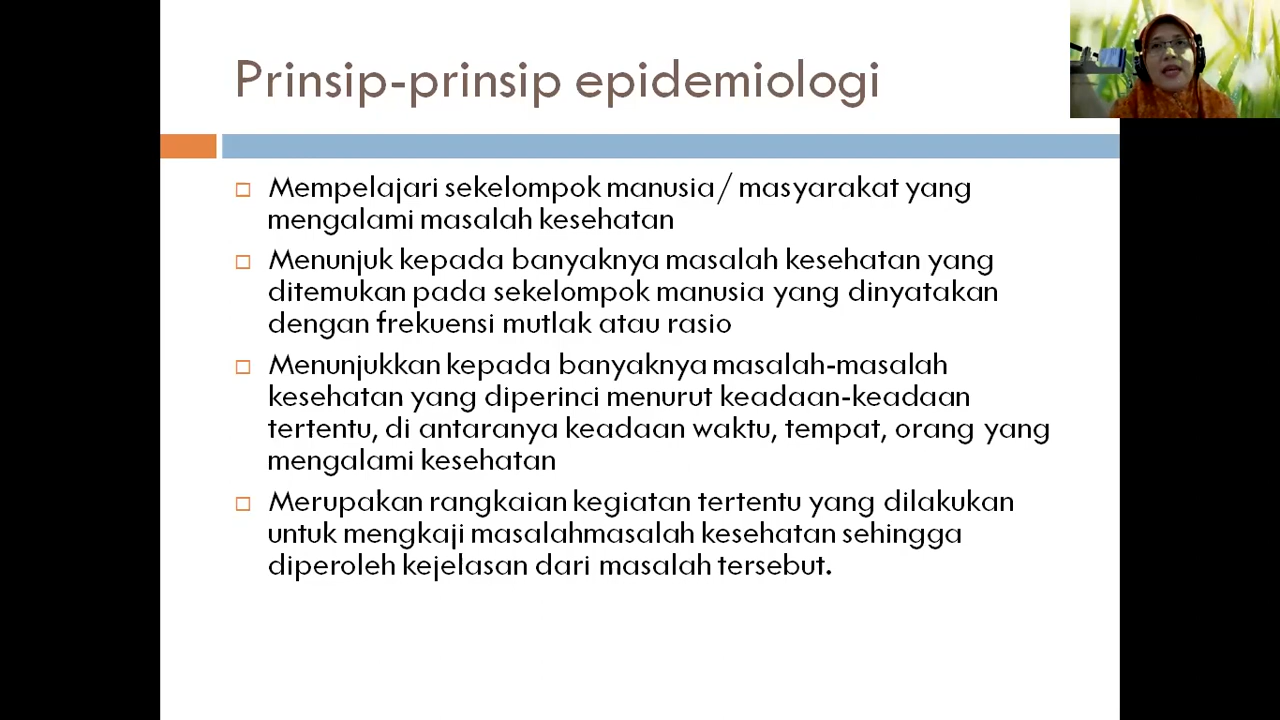 Prinsip-prinsip epidemiologi
Mempelajari sekelompok manusia/ masyarakat yang
mengalami masalah kesehatan
Menunjuk kepada banyaknya masalah kesehatan yang
ditemukan pada sekelompok manusia yang dinyatakan
dengan frekuensi mutlak atau rasio
Menunjukkan kepada banyaknya masalah-masalah
kesehatan yang diperinci menurut keadaan-keadaan
tertentu, di antaranya keadaan waktu, tempat, orang yang
mengalami kesehatan
Merupakan rangkaian kegiatan tertentu yang dilakukan
untuk mengkaji masalahmasalah kesehatan sehingga
diperoleh kejelasan dari masalah tersebut.